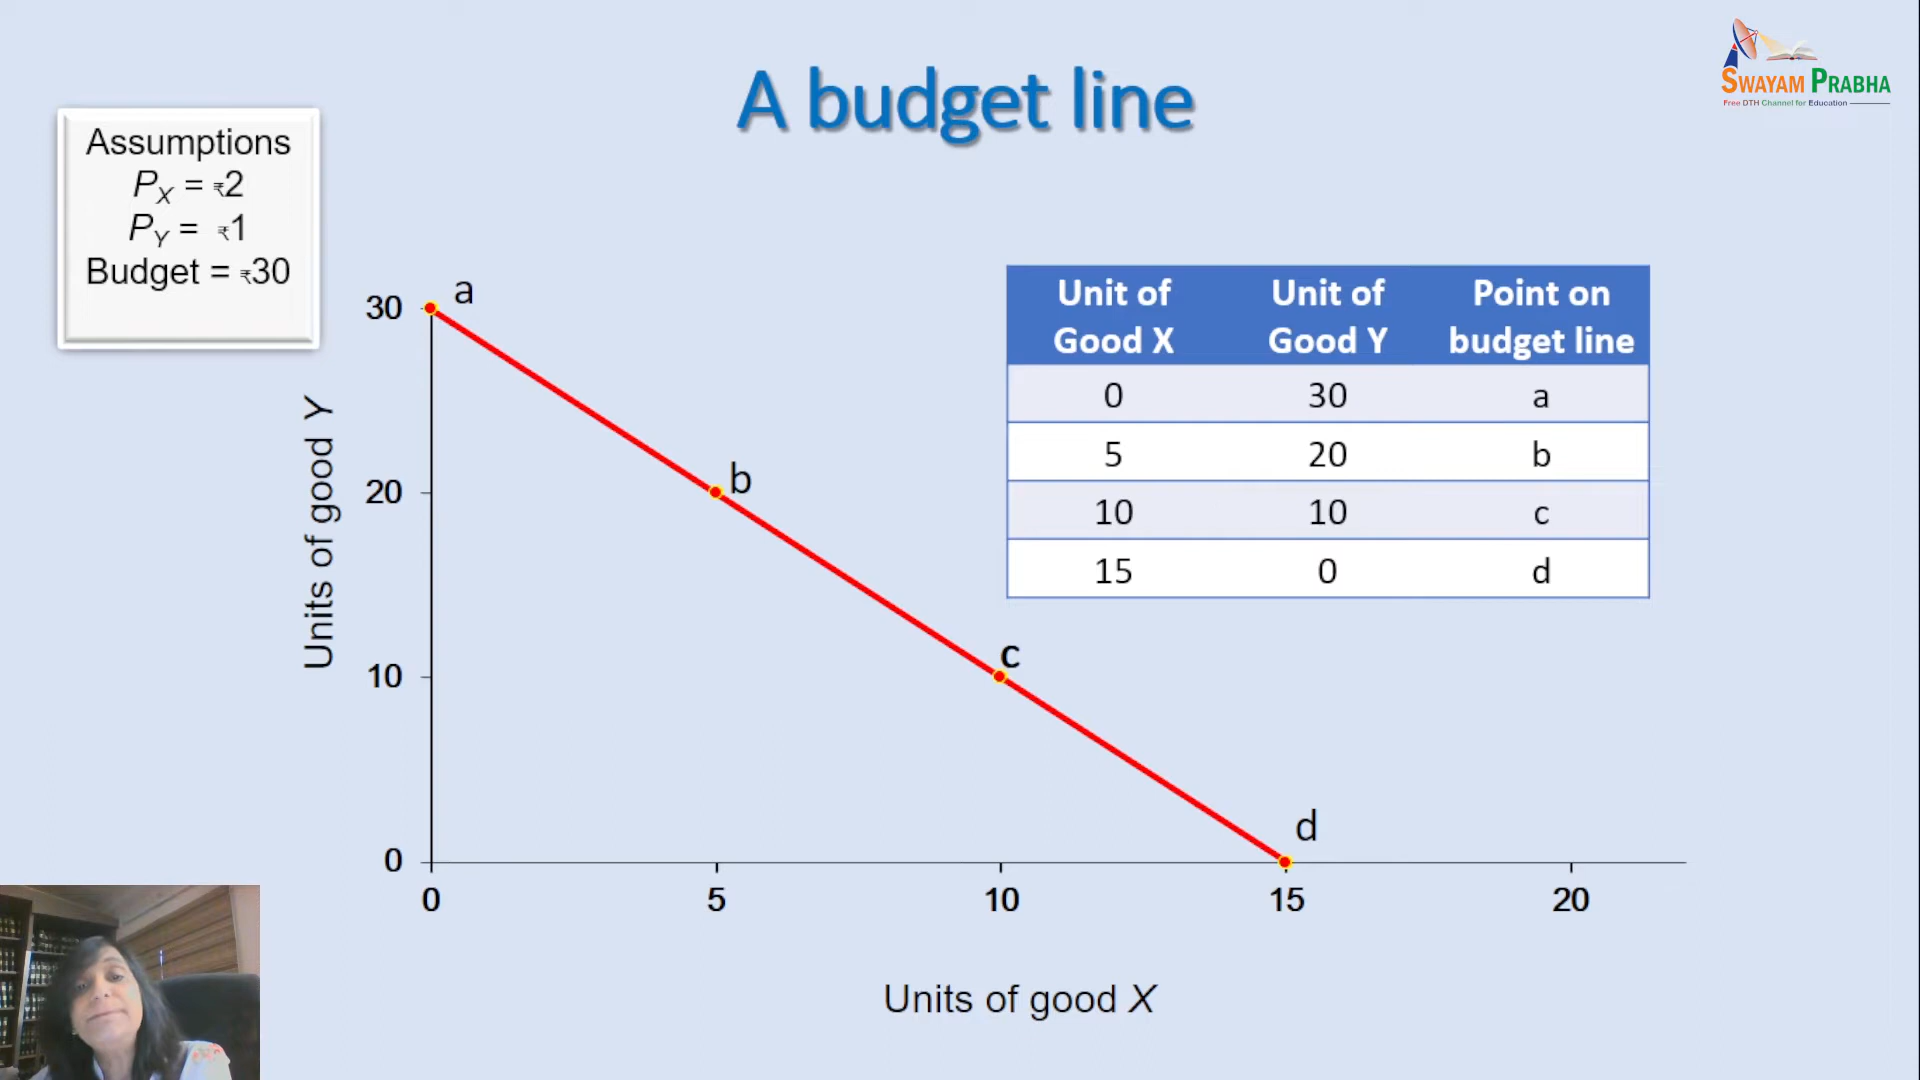 SWAYAM PRABHA
Free DTH Channel for Education
A budget line
Assumptions
PX = ₹2
PY = ₹1
Budget = ₹30
Units of good Y
30
20
10
0
a
b
c
d
0 5 10 15 20
Units of good X
Unit of Good X Unit of Good Y Point on budget line
0 30 a
5 20 b
10 10 c
15 0 d